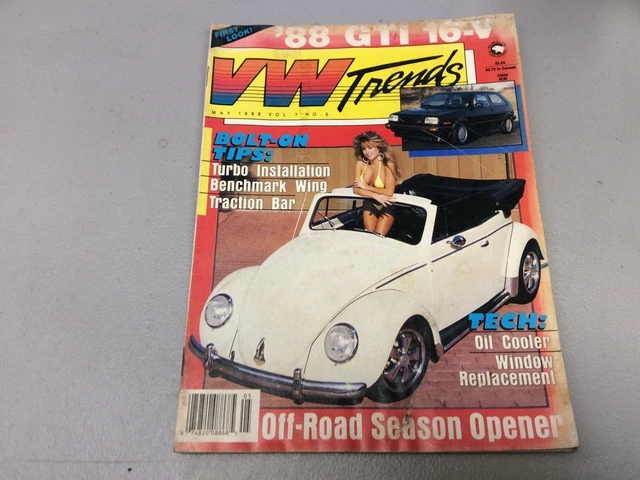 FIRST LOOK!
'88 GTI 16-V
VW Trends
MAY 1988 VOL. 7 NO. 5
BOLT-ON
TIPS:
Turbo Installation
Benchmark Wing
Traction Bar
TECH:
Oil Cooler
Window
Replacement
05
Off-Road Season Opener